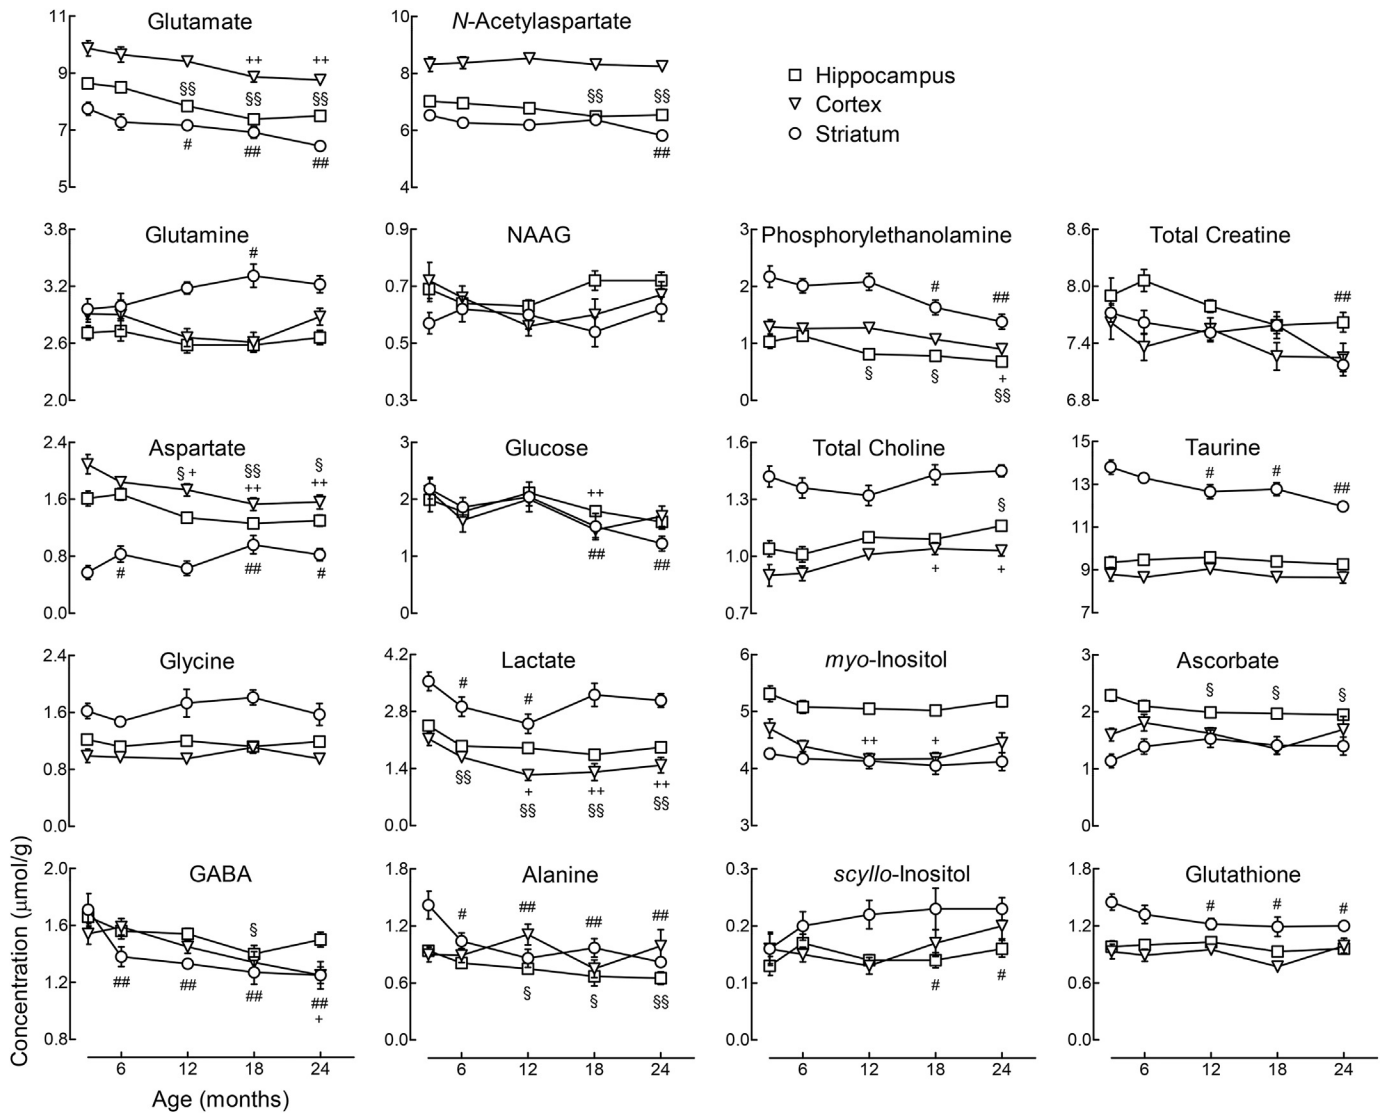 Glutamate
11
9
7
5
++ ++
§§ §§ §§
# ## ##
N-Acetylaspartate
10
8
6
4
§§ §§
##
Hippocampus
Cortex
Striatum
Glutamine
3.8
3.2
2.6
2.0
#
NAAG
0.9
0.7
0.5
0.3
Phosphorylethanolamine
3
2
1
0
# ##
§ § +
§§
Total Creatine
8.6
8.0
7.4
6.8
##
Aspartate
2.4
1.6
0.8
0.0
§ + §§ §
++ ++
# ## #
Glucose
3
2
1
0
++
## ##
Total Choline
1.6
1.3
1.0
0.7
§
+ +
Taurine
15
13
11
9
7
# # ##
Glycine
2.4
1.6
0.8
0.0
Lactate
4.2
2.8
1.4
0.0
# #
§§ + ++ ++
§§ §§ §§
myo-Inositol
6
5
4
3
++ +
Ascorbate
3
2
1
0
§ § §
GABA
2.0
1.6
1.2
0.8
§
## ## ## ##
+
6 12 18 24
Alanine
1.8
1.2
0.6
0.0
# ## ## ##
§ § §§
6 12 18 24
scyllo-Inositol
0.3
0.2
0.1
0.0
# #
6 12 18 24
Glutathione
1.8
1.2
0.6
0.0
# # #
6 12 18 24
Concentration (μmol/g)
Age (months)